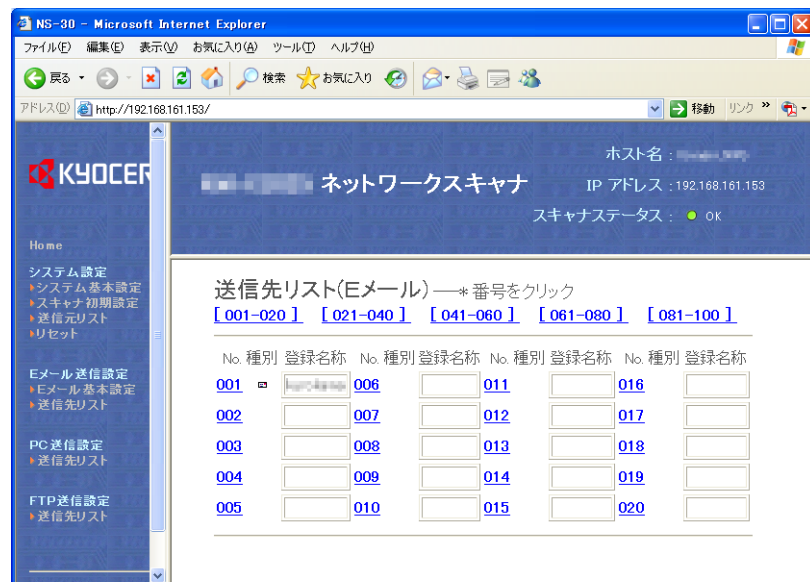 NS-30 - Microsoft Internet Explorer
ファイル(F) 編集(E) 表示(V) お気に入り(A) ツール(T) ヘルプ(H)
戻る 検索 お気に入り
アドレス(D) http://192.168.161.153/ 移動 リンク »
KYOCER
ホスト名 :
ネットワークスキャナ
IP アドレス : 192.168.161.153
スキャナステータス : OK
Home
システム設定
システム基本設定
スキャナ初期設定
送信元リスト
リセット
Eメール送信設定
Eメール基本設定
送信先リスト
PC送信設定
送信先リスト
FTP送信設定
送信先リスト
送信先リスト(Eメール) ──* 番号をクリック
[ 001-020 ] [ 021-040 ] [ 041-060 ] [ 061-080 ] [ 081-100 ]
No. 種別 登録名称 No. 種別 登録名称 No. 種別 登録名称 No. 種別 登録名称
001 006 011 016
002 007 012 017
003 008 013 018
004 009 014 019
005 010 015 020